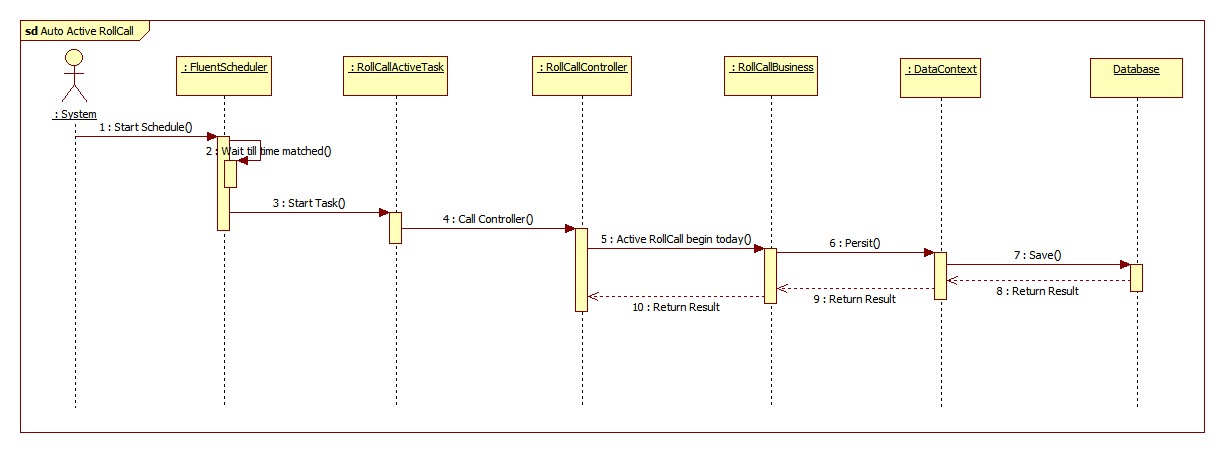 sd Auto Active RollCall
: System
: FluentScheduler
: RollCallActiveTask
: RollCallController
: RollCallBusiness
: DataContext
Database
1 : Start Schedule()
2 : Wait till time matched()
3 : Start Task()
4 : Call Controller()
5 : Active RollCall begin today()
6 : Persit()
7 : Save()
8 : Return Result
9 : Return Result
10 : Return Result